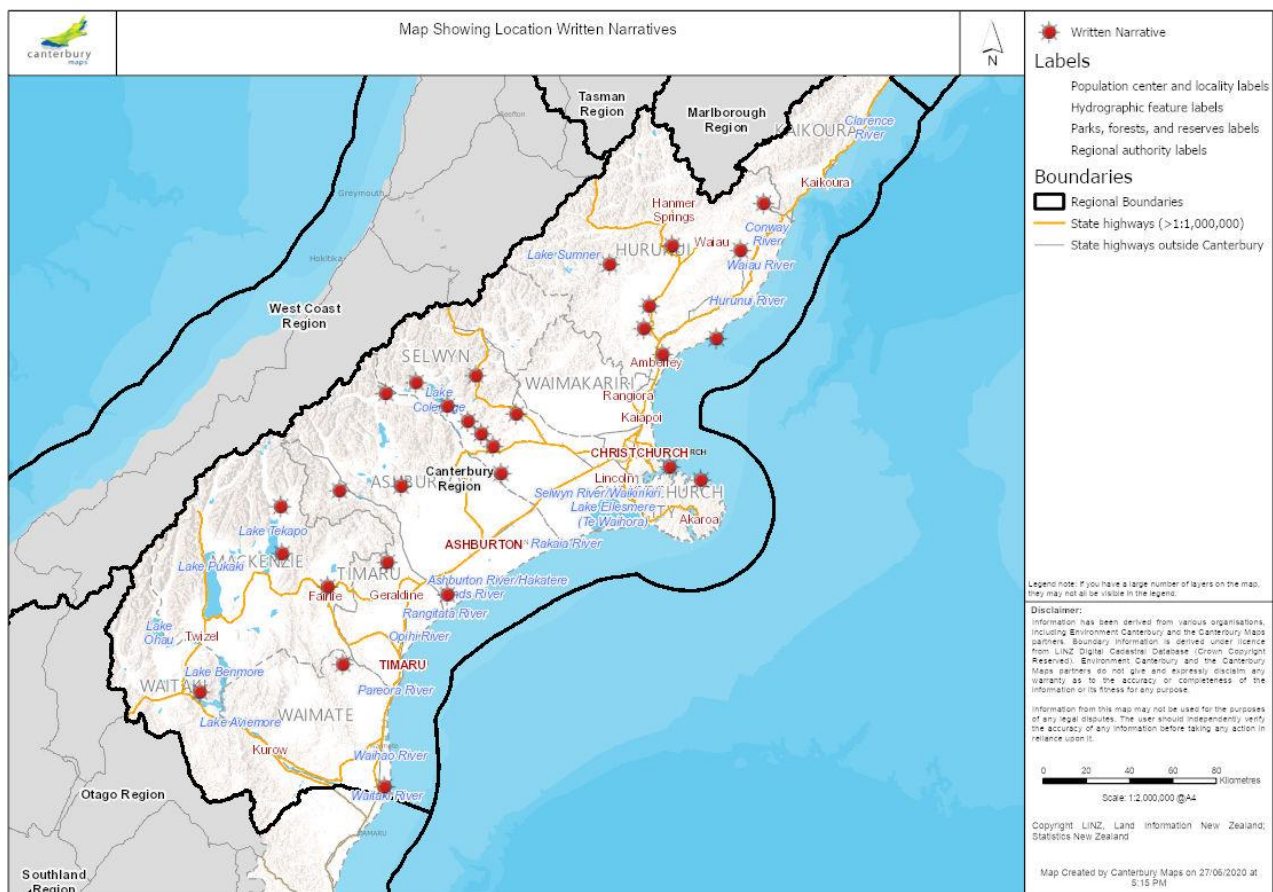 canterbury
maps
Map Showing Location Written Narratives
N
Written Narrative
Labels
Population center and locality labels
Hydrographic feature labels
Parks, forests, and reserves labels
Regional authority labels
Boundaries
Regional Boundaries
State highways (>1:1,000,000)
State highways outside Canterbury
Tasman
Region
Marlborough
Region
KAIKOURA
Clarence
River
Reefton
Kaikoura
Greymouth
Hanmer
Springs
Conway
River
HURUNUI
Waiau
Lake Sumner
Waiau River
Hokitika
Hurunui River
West Coast
Region
SELWYN
Amberley
WAIMAKARIRI
Lake
Coleridge
Rangiora
Kaiapoi
CHRISTCHURCH
Canterbury
Region
Lincoln
Selwyn River/Waikirikiri
Lake Ellesmere
(Te Waihora)
Akaroa
Lake Tekapo
ASHBURTON
Rakaia River
Lake Pukaki
MACKENZIE
TIMARU
Ashburton River/Hakatere
Fairlie
Geraldine
Rangitata River
Lake
Ohau
Twizel
Opihi River
TIMARU
Lake Benmore
Pareora River
WAITAKI
Lake Aviemore
WAIMATE
Kurow
Waihao River
Waitaki River
Otago Region
Southland
Region
Legend note: If you have a large number of layers on the map,
they may not all be visible in the legend.
Disclaimer:
Information has been derived from various organisations,
including Environment Canterbury and the Canterbury Maps
partners. Boundary information is derived under licence
from LINZ Digital Cadastral Database (Crown Copyright
Reserved). Environment Canterbury and the Canterbury
Maps partners do not give and expressly disclaim any
warranty as to the accuracy or completeness of the
information or its fitness for any purpose.
Information from this map may not be used for the purposes
of any legal disputes. The user should independently verify
the accuracy of any information before taking any action in
reliance upon it.
0 20 40 60 80
Kilometres
Scale: 1:2,000,000 @A4
Copyright LINZ, Land Information New Zealand;
Statistics New Zealand
Map Created by Canterbury Maps on 27/06/2020 at
5:15 PM